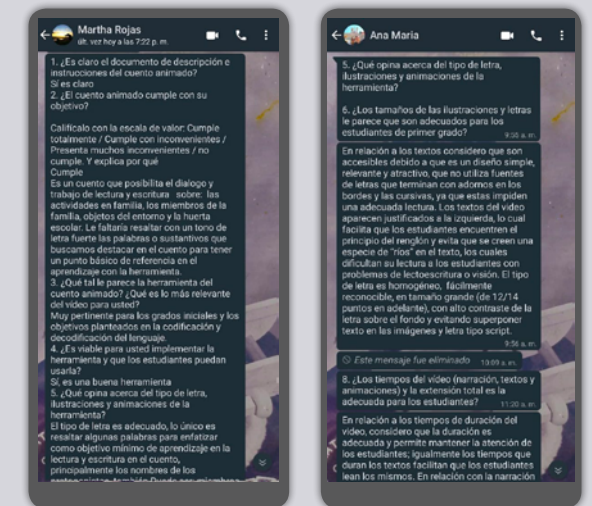 Martha Rojas
últ. vez hoy a las 7:22 p. m.
1. ¿Es claro el documento de descripción e
instrucciones del cuento animado?
Sí es claro
2. ¿El cuento animado cumple con su
objetivo?
Califícalo con la escala de valor: Cumple
totalmente / Cumple con inconvenientes /
Presenta muchos inconvenientes / no
cumple. Y explica por qué
Cumple
Es un cuento que posibilita el dialogo y
trabajo de lectura y escritura sobre: las
actividades en familia, los miembros de la
familia, objetos del entorno y la huerta
escolar. Le faltaría resaltar con un tono de
letra fuerte las palabras o sustantivos que
buscamos destacar en el cuento para tener
un punto básico de referencia en el
aprendizaje con la herramienta.
3. ¿Qué tal le parece la herramienta del
cuento animado? ¿Qué es lo más relevante
del vídeo para usted?
Muy pertinente para los grados iniciales y los
objetivos planteados en la codificación y
decodificación del lenguaje.
4. ¿Es viable para usted implementar la
herramienta y que los estudiantes puedan
usarla?
Sí, es una buena herramienta
5. ¿Qué opina acerca del tipo de letra,
ilustraciones y animaciones de la
herramienta?
El tipo de letra es adecuado, lo único es
resaltar algunas palabras para enfatizar
como objetivo mínimo de aprendizaje en la
lectura y escritura en el cuento,
principalmente los nombres de los
Ana Maria
5. ¿Qué opina acerca del tipo de letra,
ilustraciones y animaciones de la
herramienta?
6. ¿Los tamaños de las ilustraciones y letras
le parece que son adecuados para los
estudiantes de primer grado?
9:55 a. m.
En relación a los textos considero que son
accesibles debido a que es un diseño simple,
relevante y atractivo, que no utiliza fuentes
de letras que terminan con adornos en los
bordes y las cursivas, ya que estas impiden
una adecuada lectura. Los textos del video
aparecen justificados a la izquierda, lo cual
facilita que los estudiantes encuentren el
principio del renglón y evita que se creen una
especie de "ríos" en el texto, los cuales
dificultan su lectura a los estudiantes con
problemas de lectoescritura o visión. El tipo
de letra es homogéneo, fácilmente
reconocible, en tamaño grande (de 12/14
puntos en adelante), con alto contraste de la
letra sobre el fondo y evitando superponer
texto en las imágenes y letra tipo script.
9:56 a. m.
Este mensaje fue eliminado 10:09 a. m.
8. ¿Los tiempos del vídeo (narración, textos y
animaciones) y la extensión total es la
adecuada para los estudiantes?
11:20 a. m.
En relación a los tiempos de duración del
video, considero que la duración es
adecuada y permite mantener la atención de
los estudiantes; igualmente los tiempos que
duran los textos facilitan que los estudiantes
lean los mismos. En relación con la narración